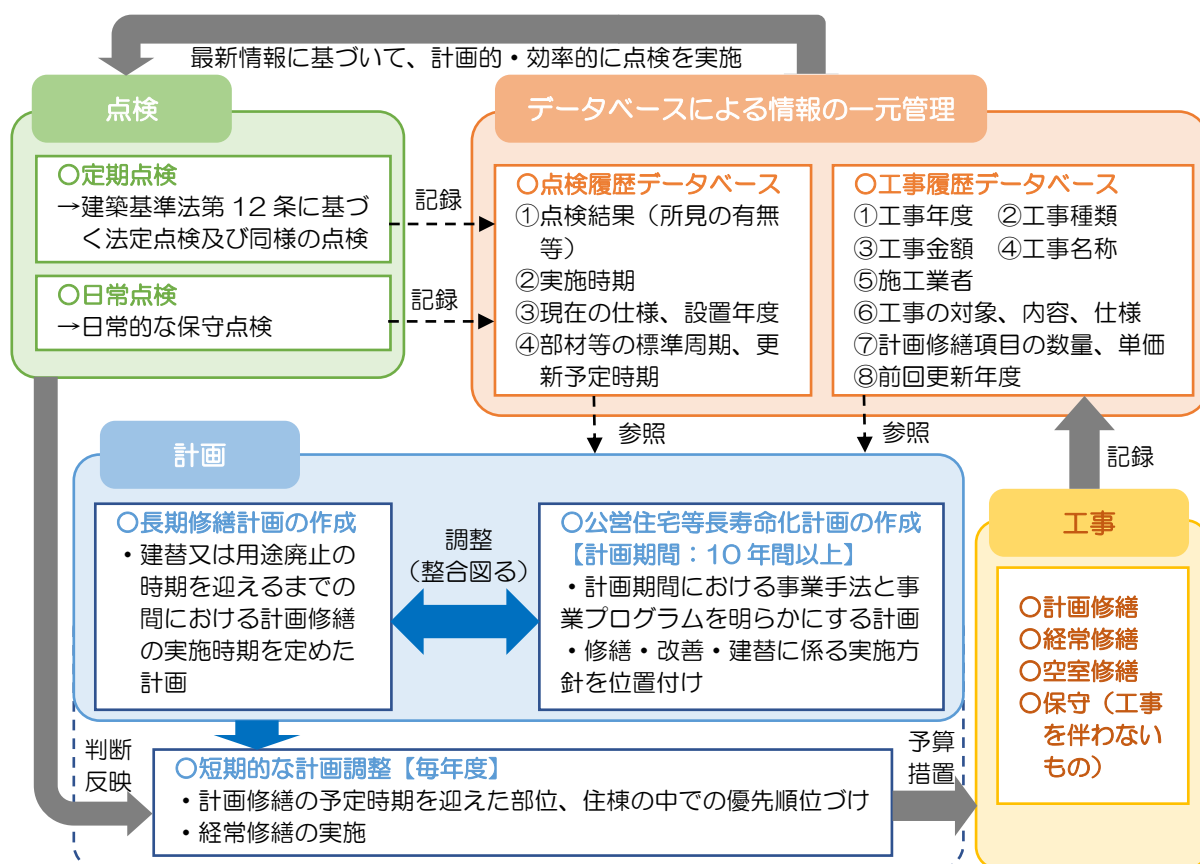 最新情報に基づいて、計画的・効率的に点検を実施
点検
〇定期点検
→建築基準法第 12 条に基づ
く法定点検及び同様の点検
〇日常点検
→日常的な保守点検
記録
記録
データベースによる情報の一元管理
〇点検履歴データベース
①点検結果（所見の有無
等）
②実施時期
③現在の仕様、設置年度
④部材等の標準周期、更
新予定時期
〇工事履歴データベース
①工事年度　②工事種類
③工事金額　④工事名称
⑤施工業者
⑥工事の対象、内容、仕様
⑦計画修繕項目の数量、単価
⑧前回更新年度
参照
参照
記録
計画
〇長期修繕計画の作成
・建替又は用途廃止の
時期を迎えるまでの
間における計画修繕
の実施時期を定めた
計画
調整
（整合図る）
〇公営住宅等長寿命化計画の作成
【計画期間：10 年間以上】
・計画期間における事業手法と事
業プログラムを明らかにする計画
・修繕・改善・建替に係る実施方
針を位置付け
工事
〇計画修繕
〇経常修繕
〇空室修繕
〇保守（工事
を伴わない
もの）
判断
反映
〇短期的な計画調整【毎年度】
・計画修繕の予定時期を迎えた部位、住棟の中での優先順位づけ
・経常修繕の実施
予算
措置